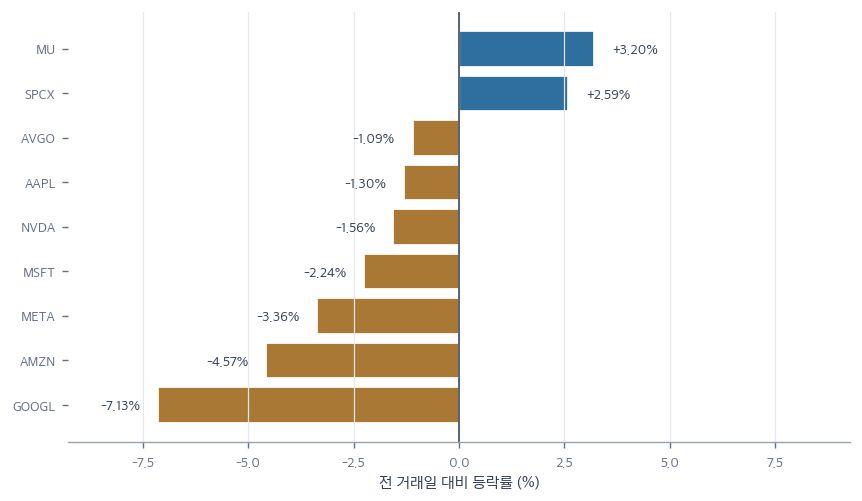 MU +3.20%
SPCX +2.59%
AVGO -1.09%
AAPL -1.30%
NVDA -1.56%
MSFT -2.24%
META -3.36%
AMZN -4.57%
GOOGL -7.13%
-7.5 -5.0 -2.5 0.0 2.5 5.0 7.5
전 거래일 대비 등락률 (%)